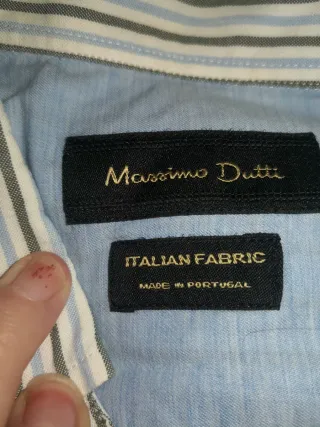 Massimo Dutti
ITALIAN FABRIC
MADE IN PORTUGAL